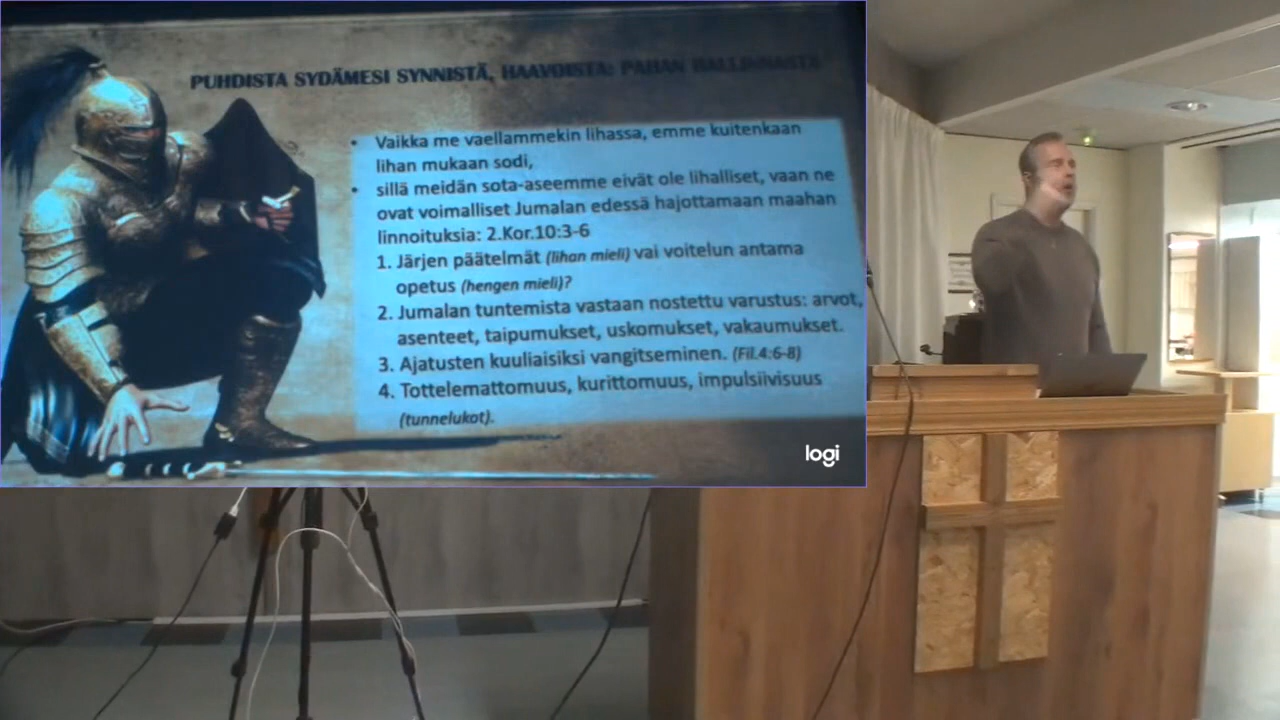 PUHDISTA SYDÄMESI SYNNISTÄ, HAAVOISTA: PAHAN HALLINNASTA
• Vaikka me vaellammekin lihassa, emme kuitenkaan
lihan mukaan sodi,
• sillä meidän sota-aseemme eivät ole lihalliset, vaan ne
ovat voimalliset Jumalan edessä hajottamaan maahan
linnoituksia: 2.Kor.10:3-6
1. Järjen päätelmät (lihan mieli) vai voitelun antama
opetus (hengen mieli)?
2. Jumalan tuntemista vastaan nostettu varustus: arvot,
asenteet, taipumukset, uskomukset, vakaumukset.
3. Ajatusten kuuliaisiksi vangitseminen. (Fil.4:6-8)
4. Tottelemattomuus, kurittomuus, impulsiivisuus
(tunnelukot).
logi